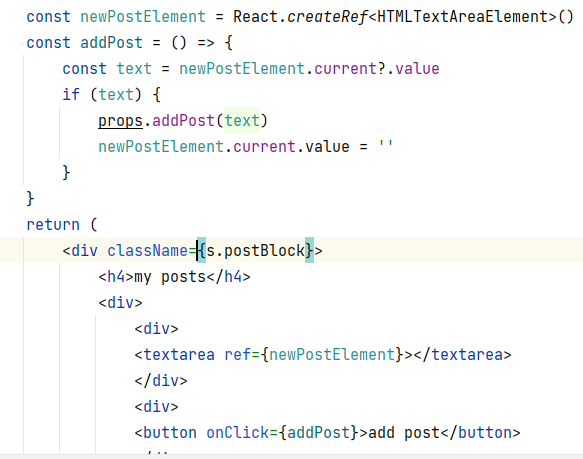 const newPostElement = React.createRef<HTMLTextAreaElement>()
const addPost = () => {
const text = newPostElement.current?.value
if (text) {
props.addPost(text)
newPostElement.current.value = ''
}
}
return (
<div className={s.postBlock}>
<h4>my posts</h4>
<div>
<div>
<textarea ref={newPostElement}></textarea>
</div>
<div>
<button onClick={addPost}>add post</button>